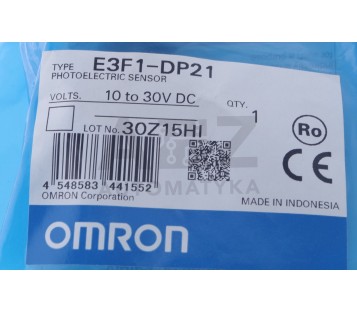 TYPE E3F1-DP21
PHOTOELECTRIC SENSOR
VOLTS. 10 to 30V DC QTY.
1
LOT No. 30Z15HI
Ro
CE
4 548583 441552
AUTOMATYKA
OMRON Corporation
MADE IN INDONESIA
OMRON